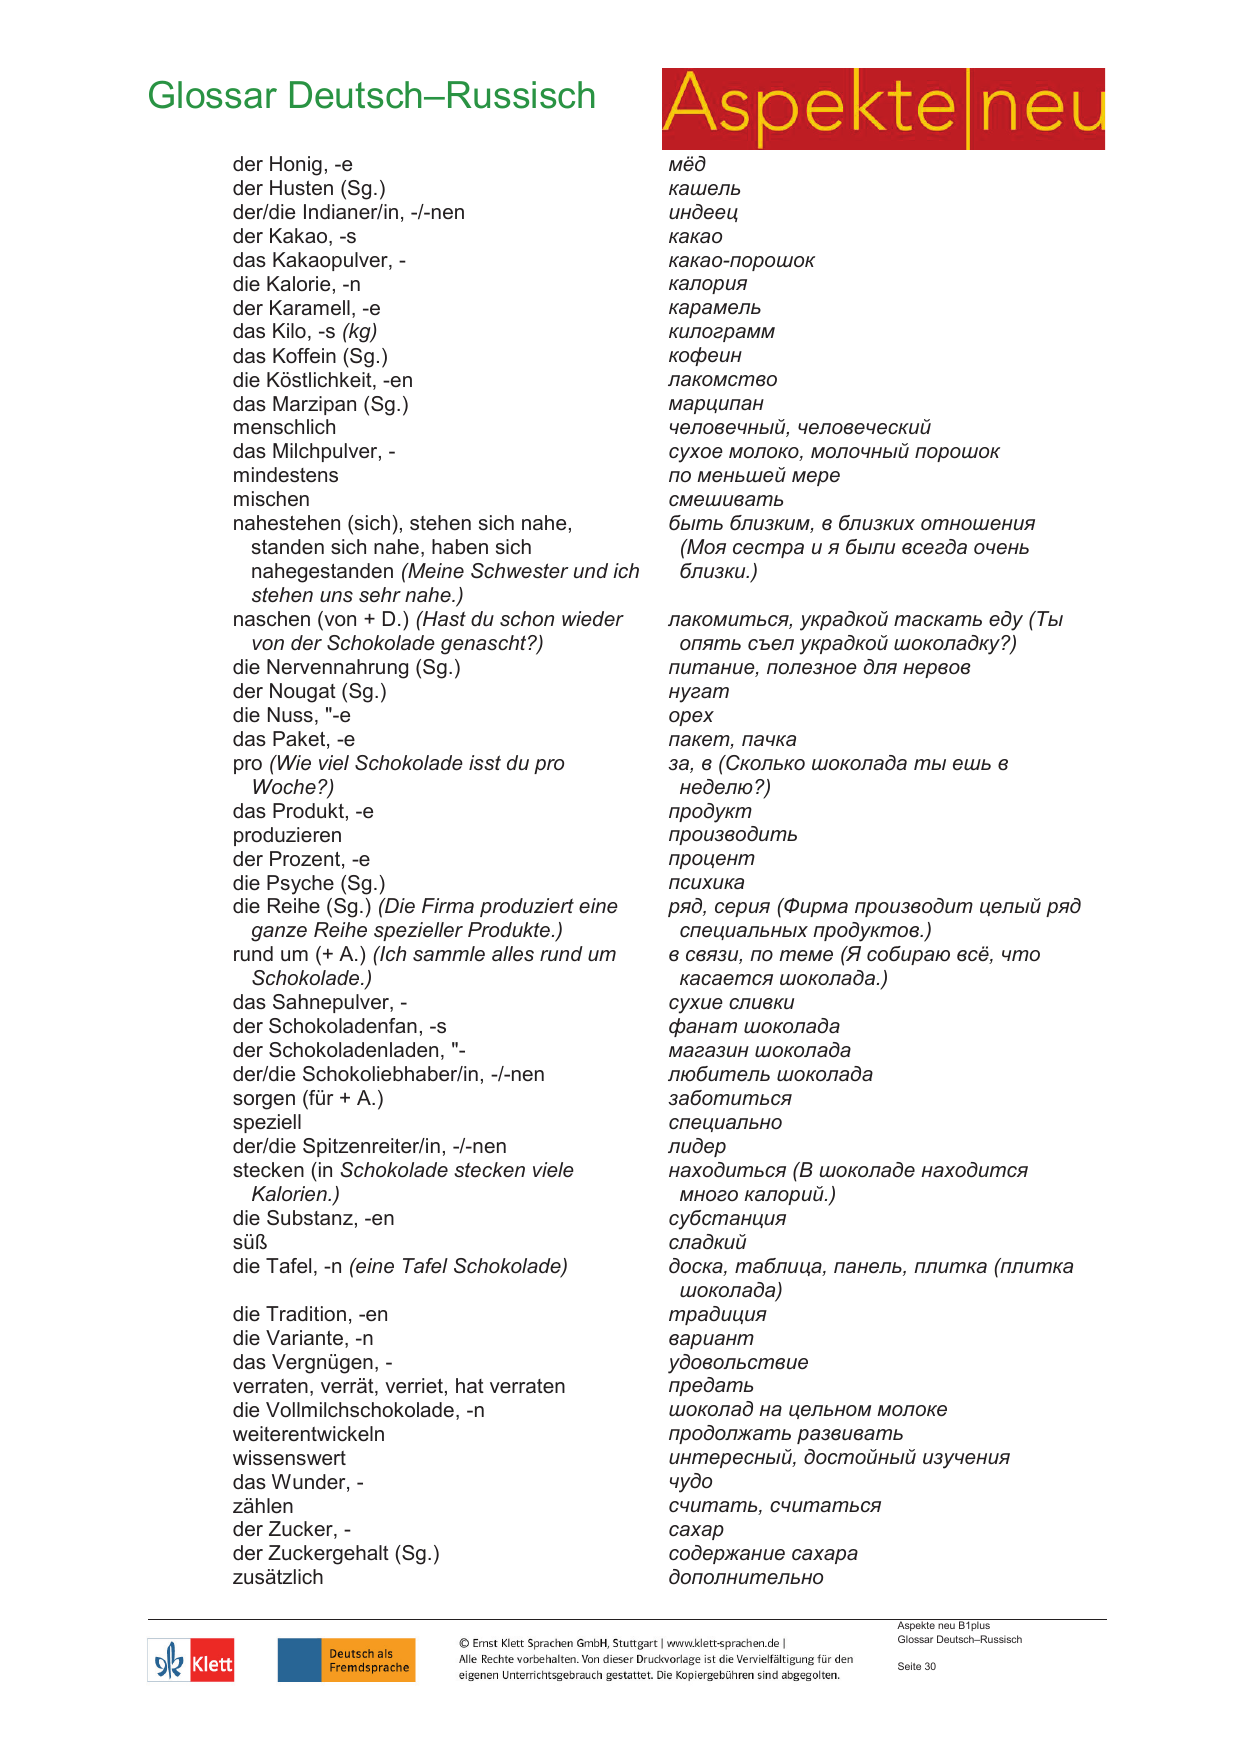 Glossar Deutsch–Russisch
Aspekte|neu
der Honig, -e мёд
der Husten (Sg.) кашель
der/die Indianer/in, -/-nen индеец
der Kakao, -s какао
das Kakaopulver, - какао-порошок
die Kalorie, -n калория
der Karamell, -e карамель
das Kilo, -s (kg) килограмм
das Koffein (Sg.) кофеин
die Köstlichkeit, -en лакомство
das Marzipan (Sg.) марципан
menschlich человечный, человеческий
das Milchpulver, - сухое молоко, молочный порошок
mindestens по меньшей мере
mischen смешивать
nahestehen (sich), stehen sich nahe, быть близким, в близких отношения
standen sich nahe, haben sich (Моя сестра и я были всегда очень
nahegestanden (Meine Schwester und ich близки.)
stehen uns sehr nahe.)
naschen (von + D.) (Hast du schon wieder лакомиться, украдкой таскать еду (Ты
von der Schokolade genascht?) опять съел украдкой шоколадку?)
die Nervennahrung (Sg.) питание, полезное для нервов
der Nougat (Sg.) нугат
die Nuss, "-e орех
das Paket, -e пакет, пачка
pro (Wie viel Schokolade isst du pro за, в (Сколько шоколада ты ешь в
Woche?) неделю?)
das Produkt, -e продукт
produzieren производить
der Prozent, -e процент
die Psyche (Sg.) психика
die Reihe (Sg.) (Die Firma produziert eine ряд, серия (Фирма производит целый ряд
ganze Reihe spezieller Produkte.) специальных продуктов.)
rund um (+ A.) (Ich sammle alles rund um в связи, по теме (Я собираю всё, что
Schokolade.) касается шоколада.)
das Sahnepulver, - сухие сливки
der Schokoladenfan, -s фанат шоколада
der Schokoladenladen, "- магазин шоколада
der/die Schokoliebhaber/in, -/-nen любитель шоколада
sorgen (für + A.) заботиться
speziell специально
der/die Spitzenreiter/in, -/-nen лидер
stecken (in Schokolade stecken viele находиться (В шоколаде находится
Kalorien.) много калорий.)
die Substanz, -en субстанция
süß сладкий
die Tafel, -n (eine Tafel Schokolade) доска, таблица, панель, плитка (плитка
шоколада)
die Tradition, -en традиция
die Variante, -n вариант
das Vergnügen, - удовольствие
verraten, verrät, verriet, hat verraten предать
die Vollmilchschokolade, -n шоколад на цельном молоке
weiterentwickeln продолжать развивать
wissenswert интересный, достойный изучения
das Wunder, - чудо
zählen считать, считаться
der Zucker, - сахар
der Zuckergehalt (Sg.) содержание сахара
zusätzlich дополнительно
Klett
Deutsch als
Fremdsprache
© Ernst Klett Sprachen GmbH, Stuttgart | www.klett-sprachen.de |
Alle Rechte vorbehalten. Von dieser Druckvorlage ist die Vervielfältigung für den
eigenen Unterrichtsgebrauch gestattet. Die Kopiergebühren sind abgegolten.
Aspekte neu B1plus
Glossar Deutsch–Russisch
Seite 30